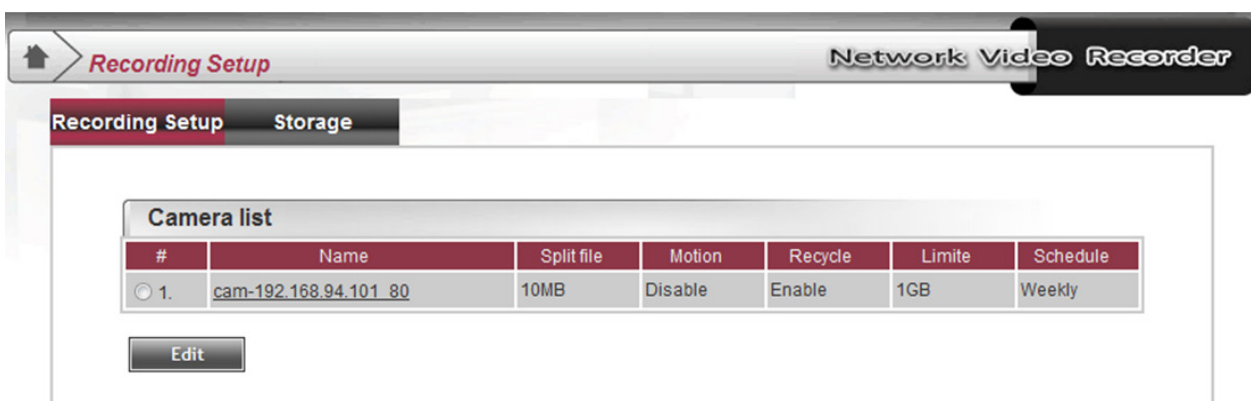 Recording Setup
Network Video Recorder
Recording Setup Storage
Camera list
# Name Split file Motion Recycle Limite Schedule
1. cam-192.168.94.101_80 10MB Disable Enable 1GB Weekly
Edit